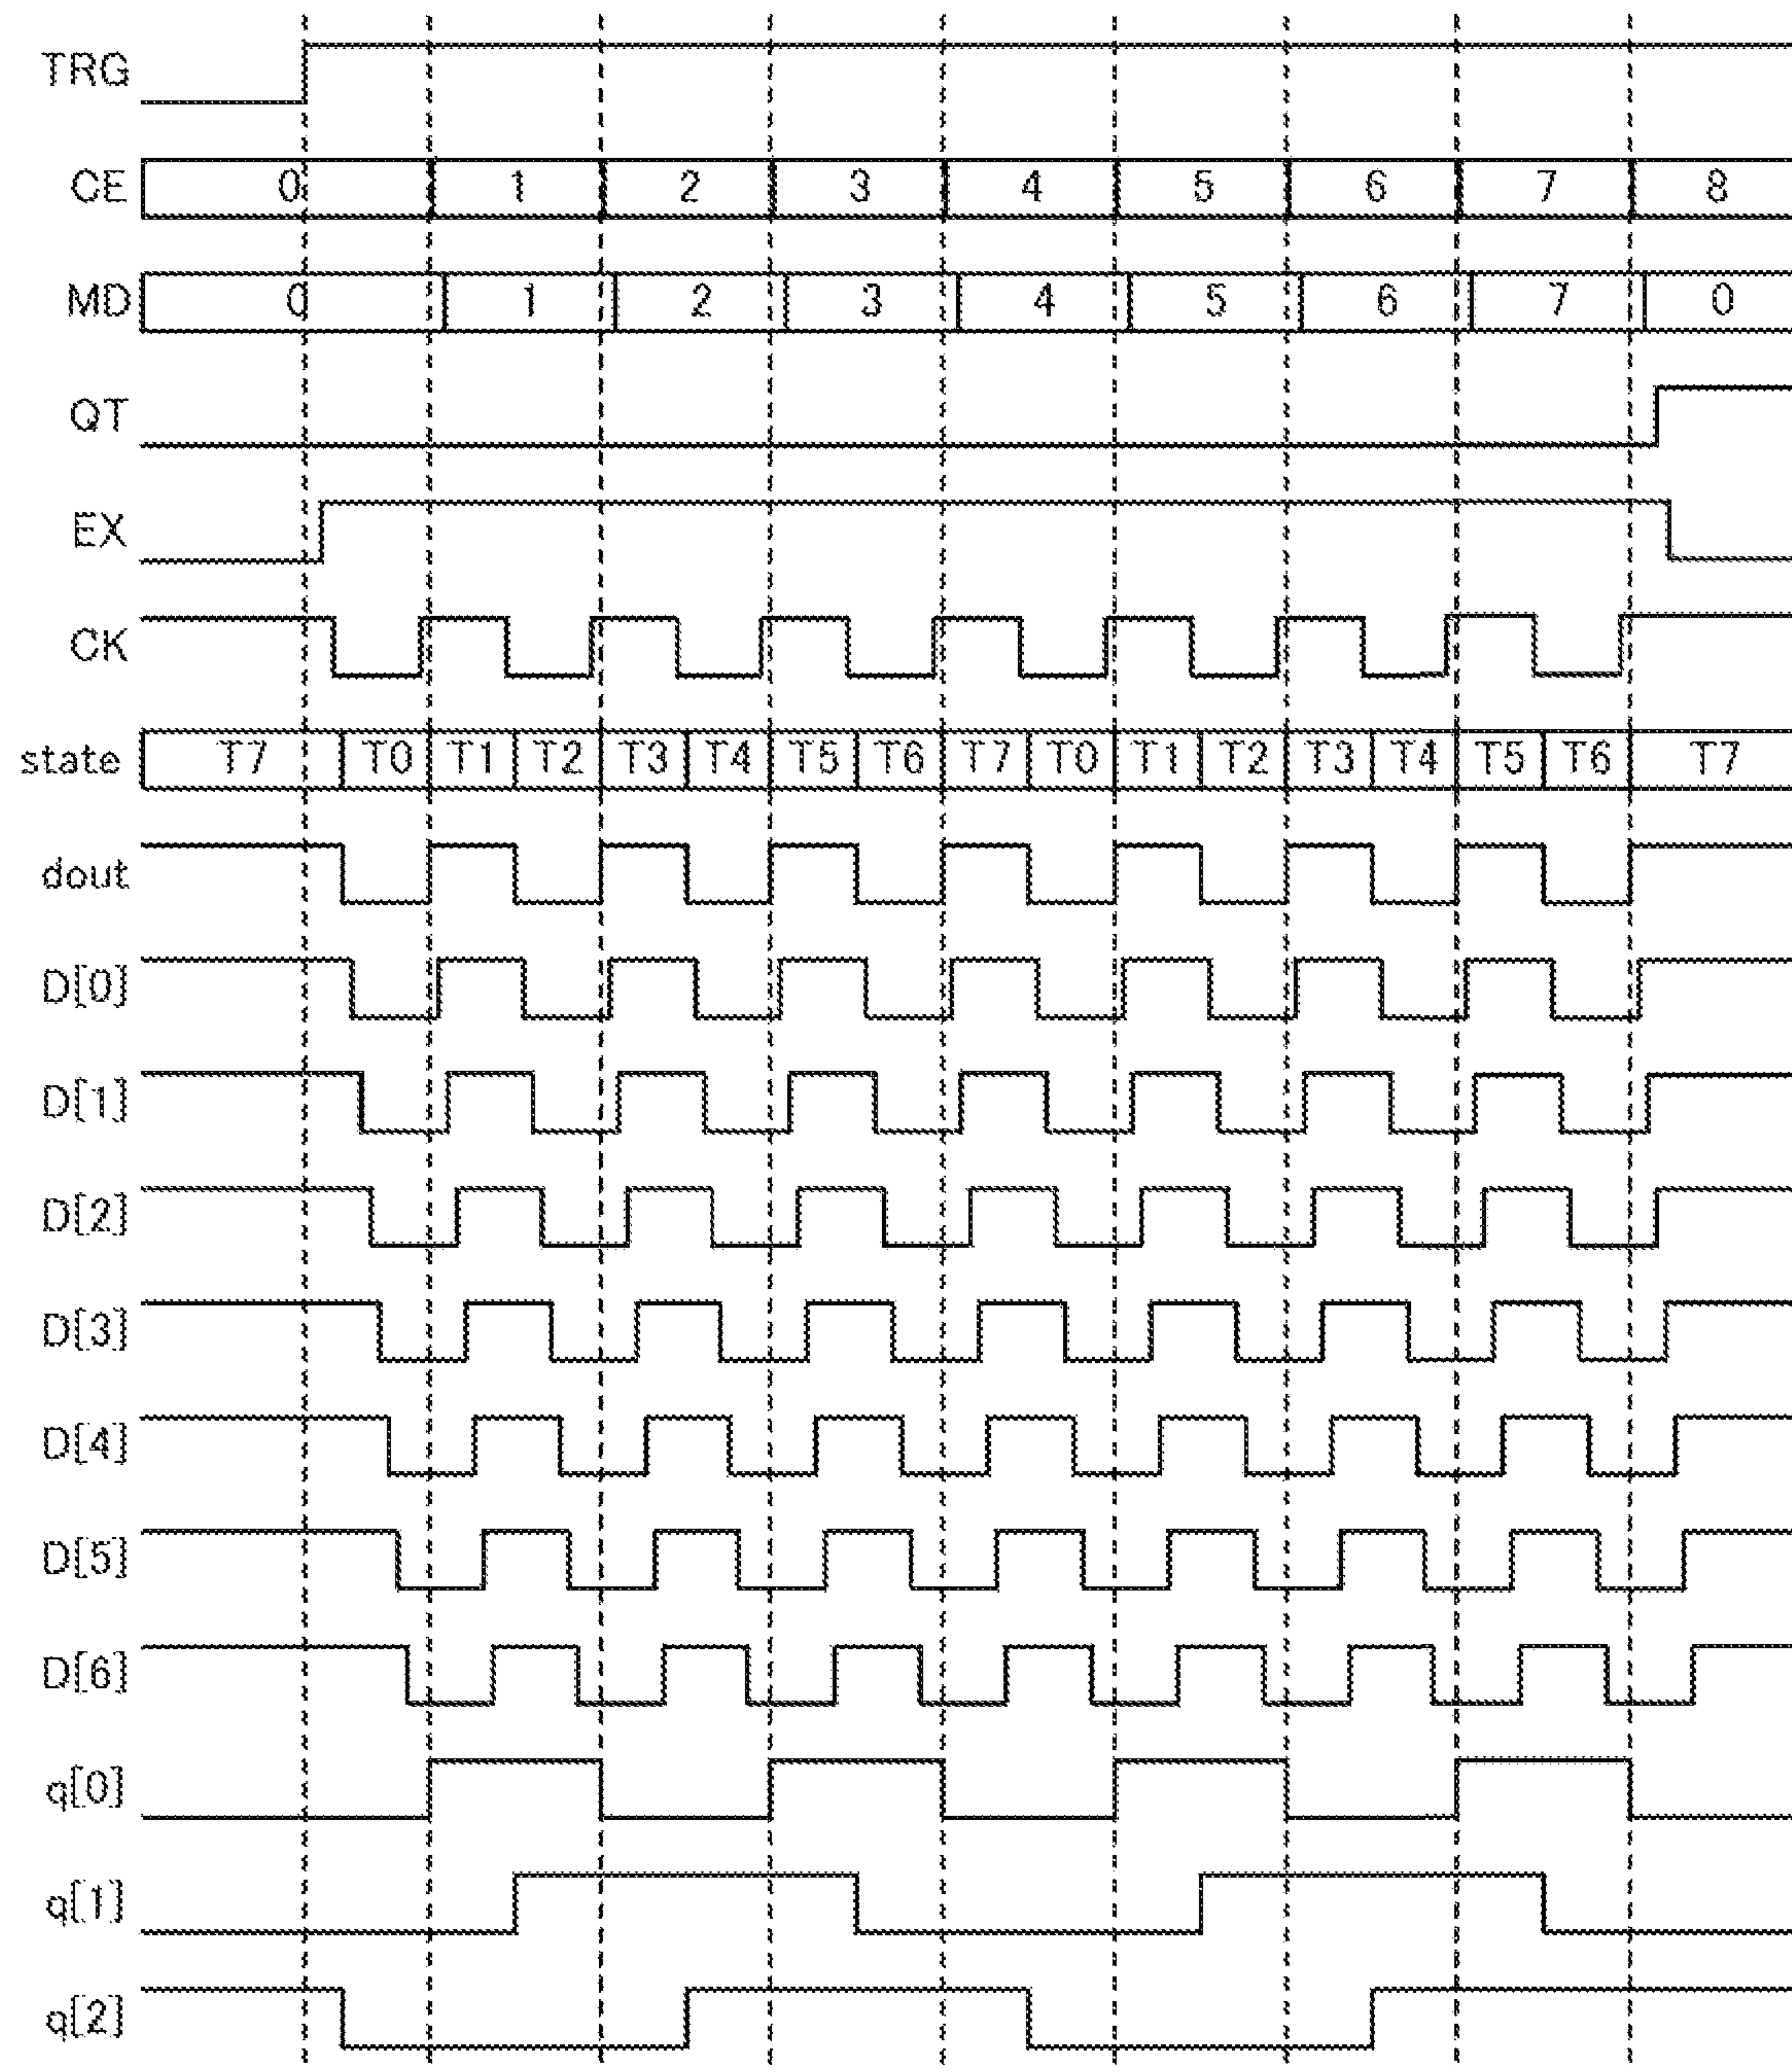 TRG
CE 0 1 2 3 4 5 6 7 8
MD 0 1 2 3 4 5 6 7 0
QT
EX
CK
state T7 T0 T1 T2 T3 T4 T5 T6 T7 T0 T1 T2 T3 T4 T5 T6 T7
dout
D[0]
D[1]
D[2]
D[3]
D[4]
D[5]
D[6]
q[0]
q[1]
q[2]